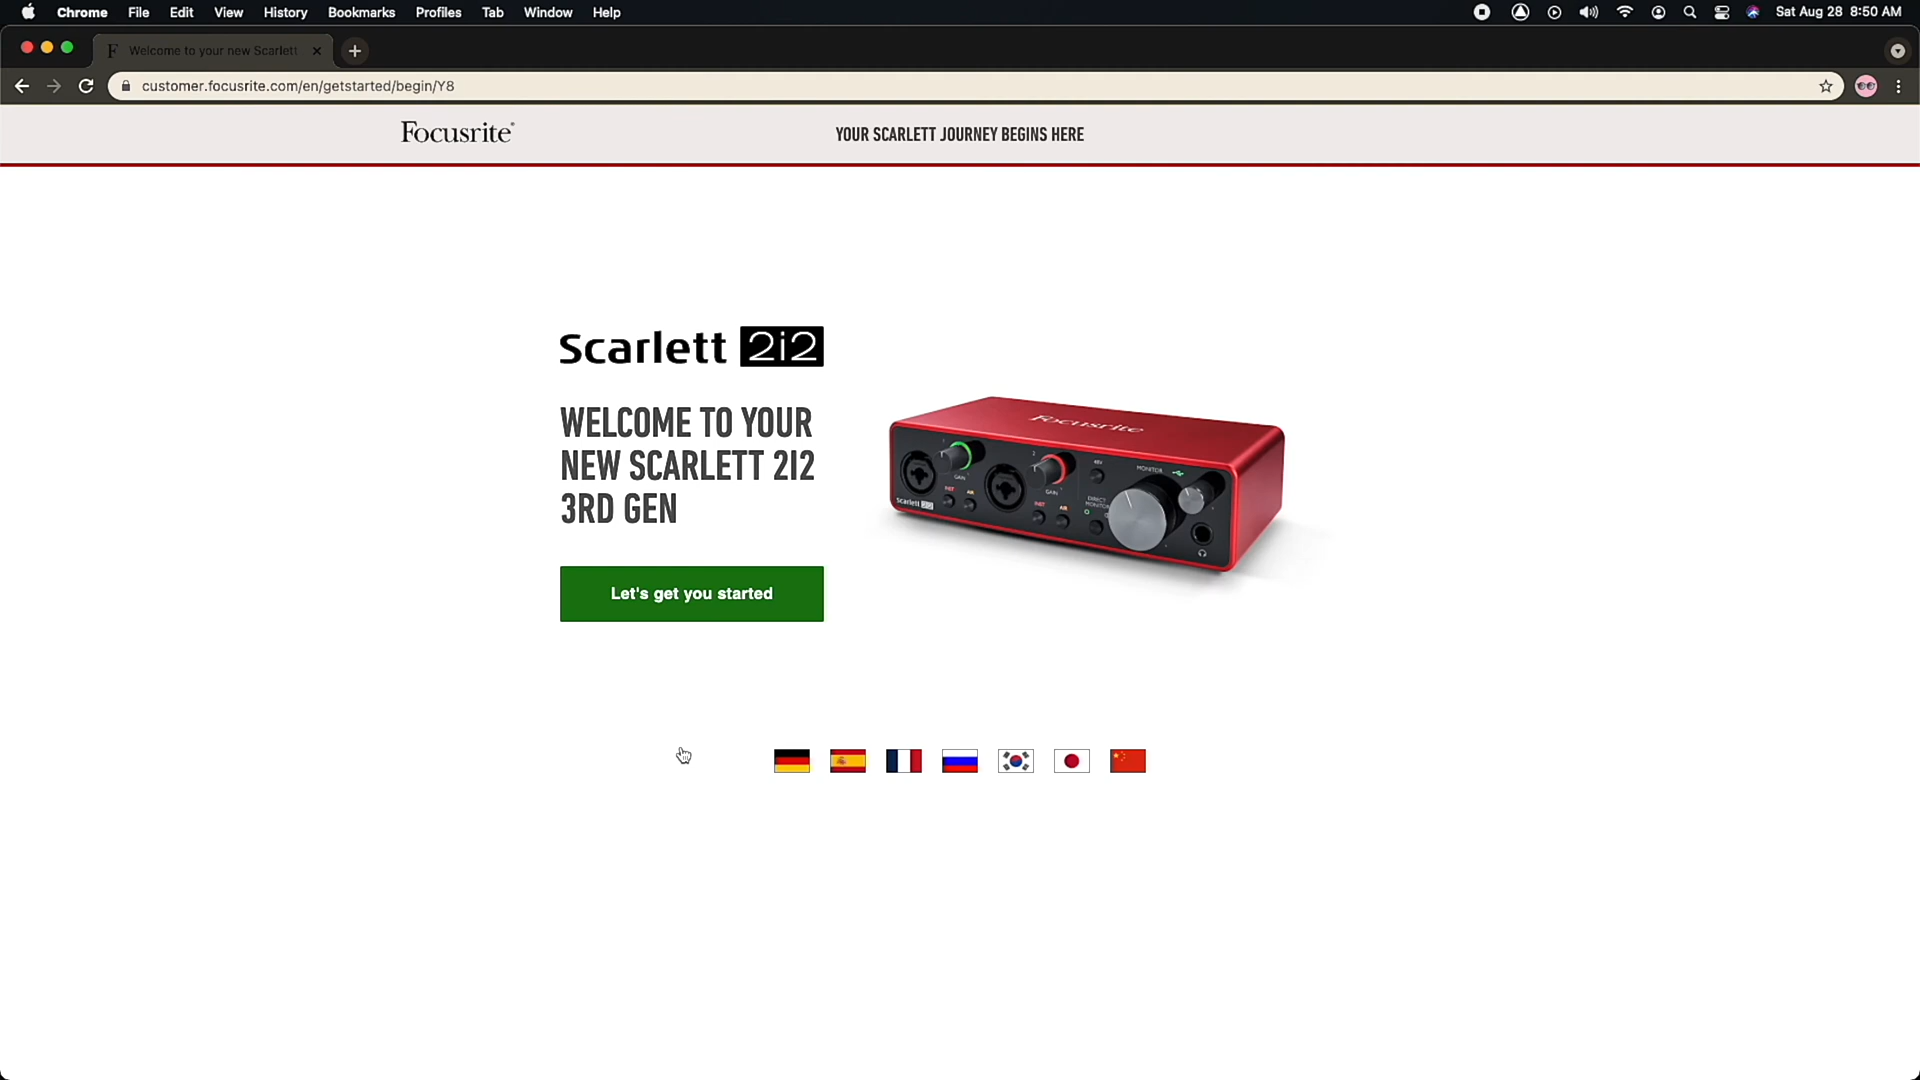 Chrome File Edit View History Bookmarks Profiles Tab Window Help Sat Aug 28 8:50 AM
F Welcome to your new Scarlett
customer.focusrite.com/en/getstarted/begin/Y8
Focusrite® YOUR SCARLETT JOURNEY BEGINS HERE
Scarlett 2i2
WELCOME TO YOUR
NEW SCARLETT 2I2
3RD GEN
Let's get you started
Focusrite
1
2
48V
MONITOR
GAIN
GAIN
INST AIR
INST AIR
DIRECT
MONITOR
Scarlett 2i2